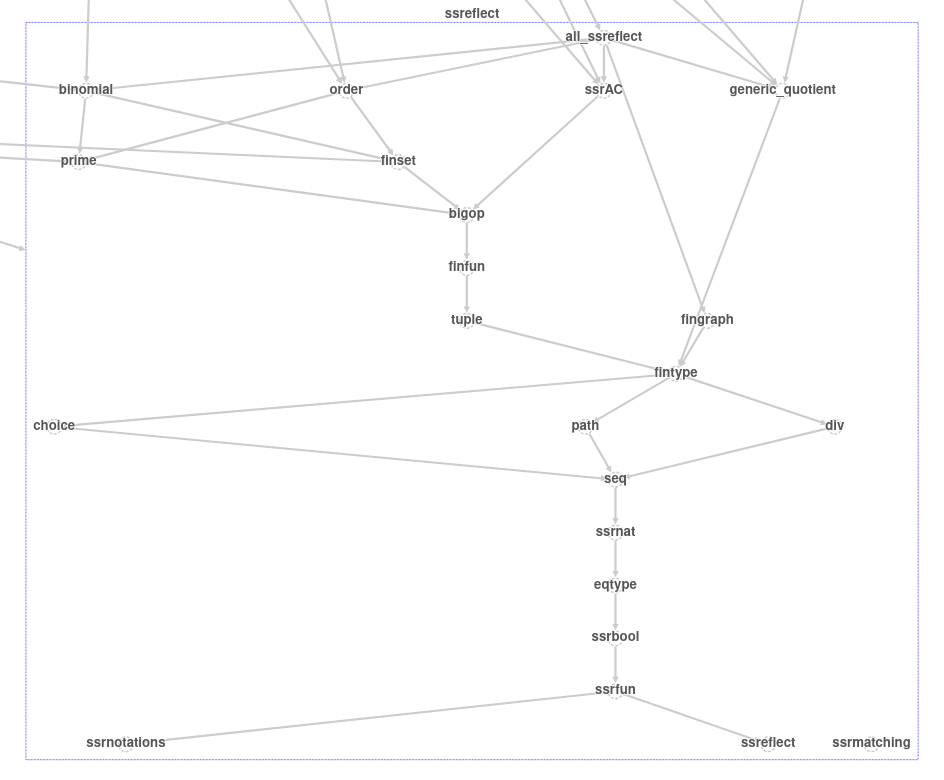 ssreflect
all_ssreflect
binomial
order
ssrAC
generic_quotient
prime
finset
bigop
finfun
tuple
fingraph
fintype
choice
path
div
seq
ssrnat
eqtype
ssrbool
ssrfun
ssrnotations
ssreflect
ssrmatching